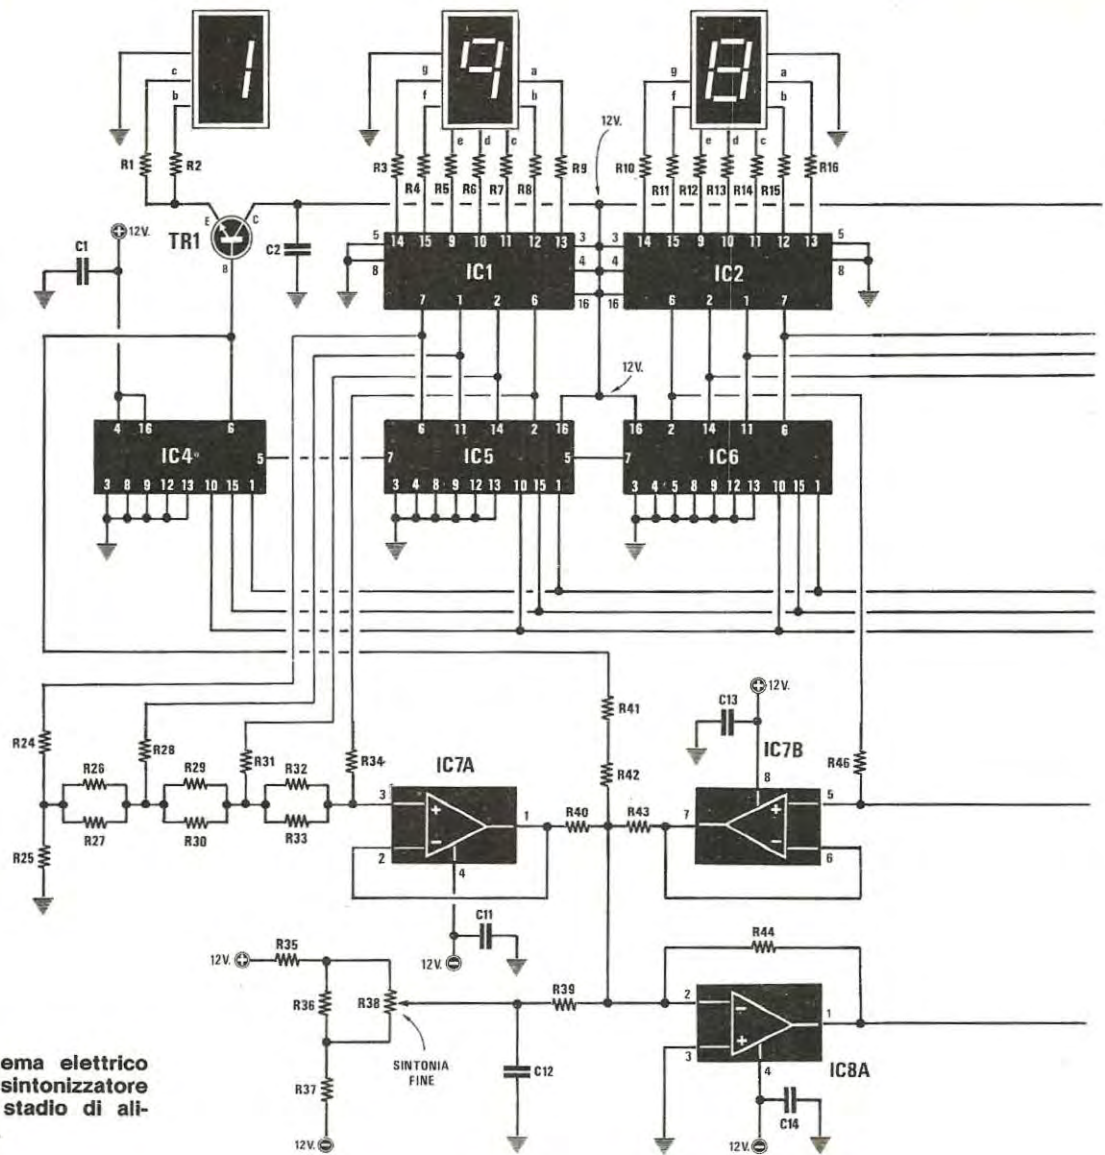 1 9 8
c g a g a
b f b f b
e d c e d c
12V.
R1 R2 R3 R4 R5 R6 R7 R8 R9 R10 R11 R12 R13 R14 R15 R16
E C
C1 12V. TR1 C2
B
5 14 15 9 10 11 12 13 3 3 14 15 9 10 11 12 13 5
8 IC1 4 4 IC2 8
7 1 2 6 16 16 6 2 1 7
12V.
4 16 6 6 11 14 2 16 16 2 14 11 6
IC4 5 7 IC5 5 7 IC6
3 8 9 12 13 10 15 1 3 4 8 9 12 13 10 15 1 3 4 5 8 9 12 13 10 15 1
R41 C13 12V.
R24 R28 R31 R34 IC7A R42 IC7B R46
R26 R29 R32 3 + 8 5
1 R40 R43 7 +
R27 R30 R33 2 − − 6
R25 4
C11
12V.
R44
12V. R35
R36 R38 R39 2 − 1
3 +
SINTONIA
FINE
C12 4 IC8A
R37 C14
12V. 12V.
ema elettrico
sintonizzatore
stadio di ali-